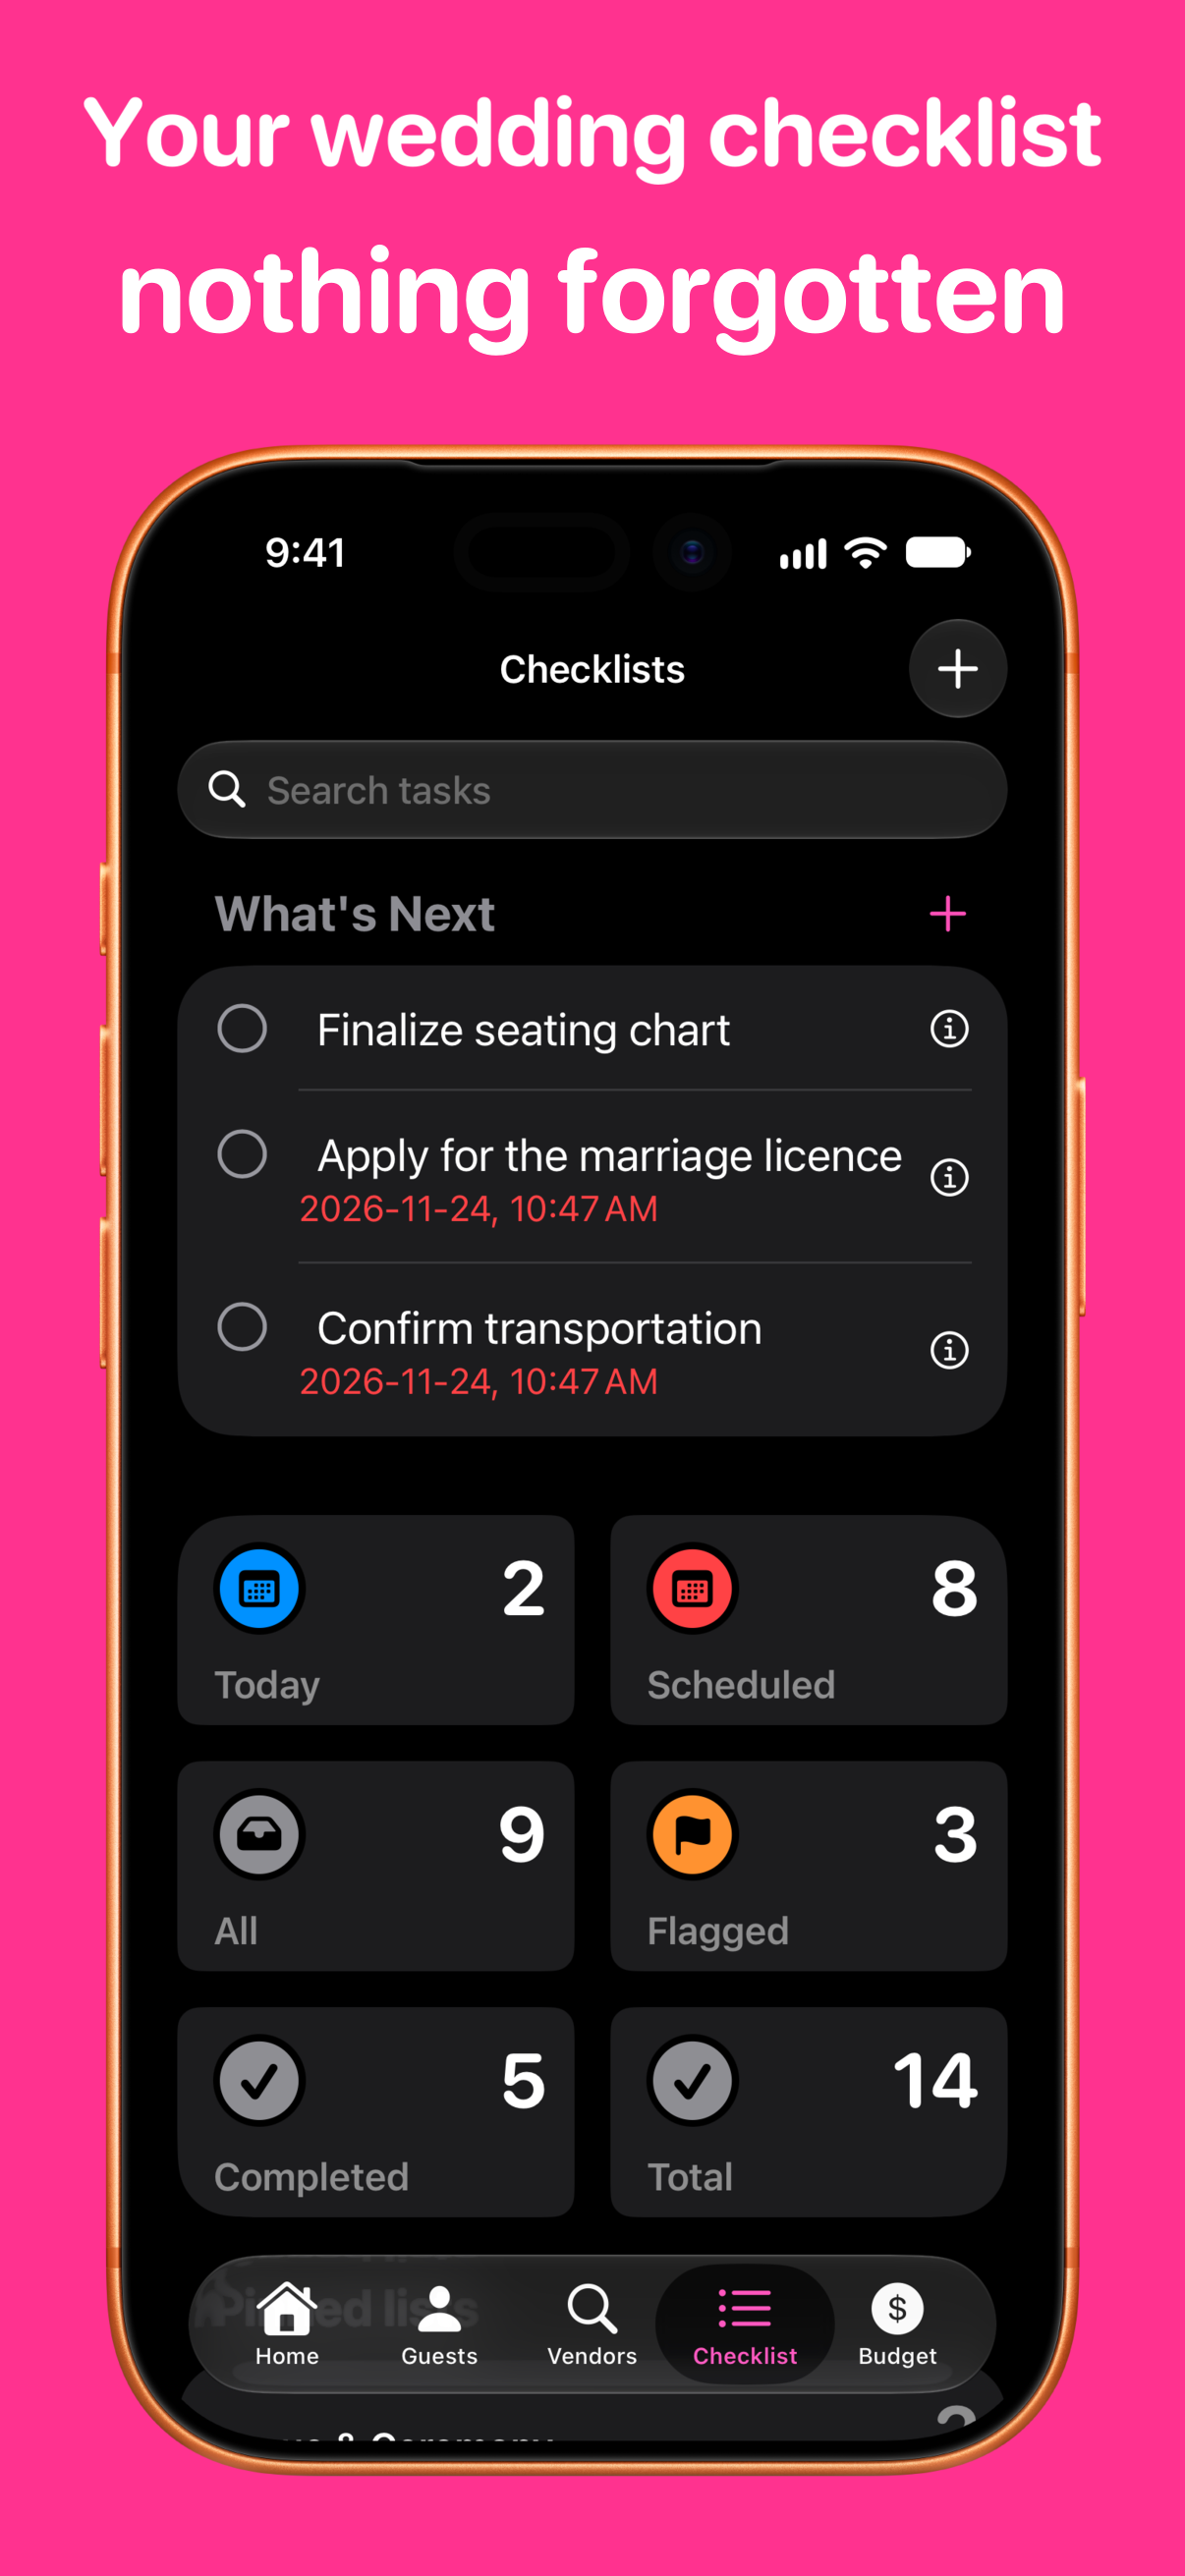 Your wedding checklist
nothing forgotten
9:41
Checklists
Search tasks
What's Next
Finalize seating chart
Apply for the marriage licence
2026-11-24, 10:47 AM
Confirm transportation
2026-11-24, 10:47 AM
2
Today
8
Scheduled
9
All
3
Flagged
5
Completed
14
Total
lists
Home
Guests
Vendors
Checklist
$
Budget
& Ceremony